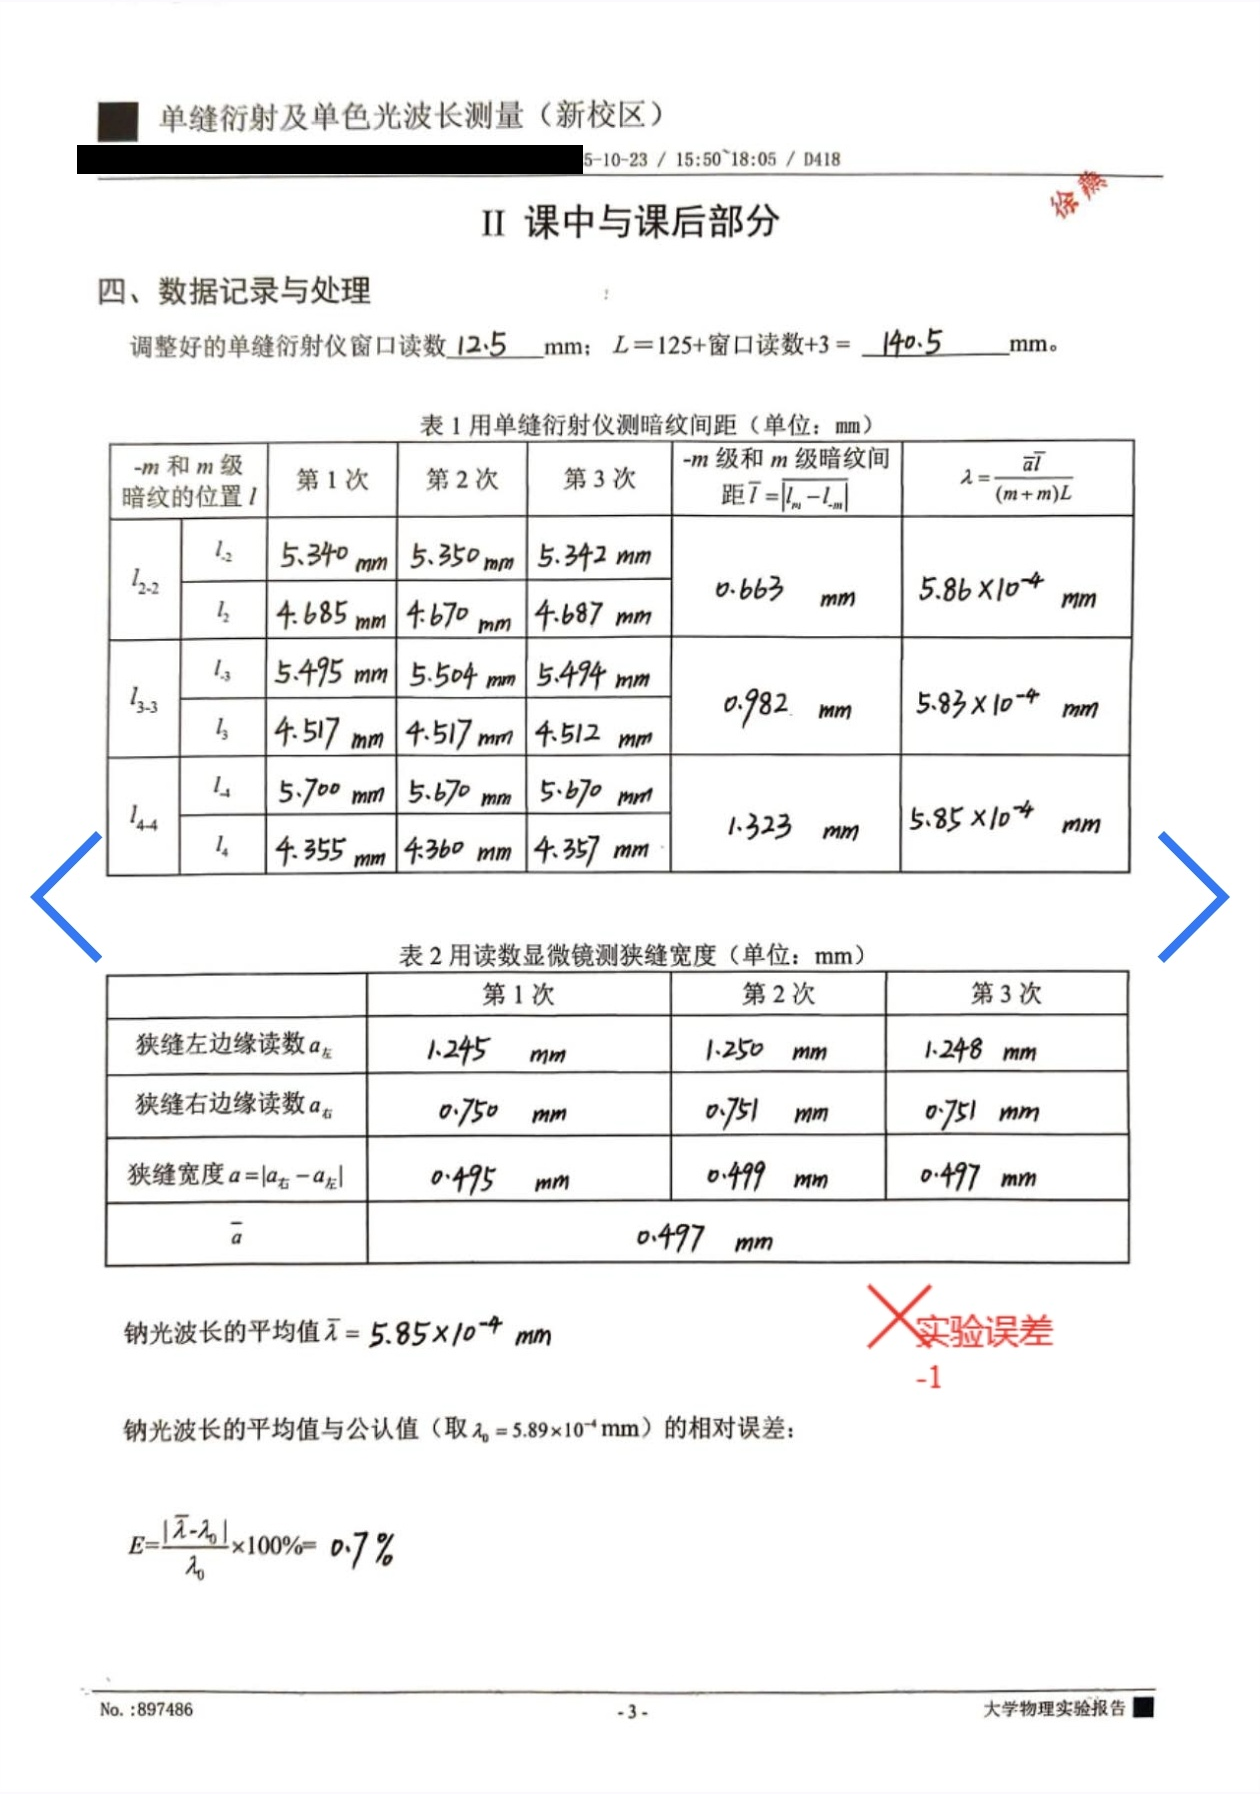 单缝衍射及单色光波长测量（新校区）
5-10-23 / 15:50~18:05 / D418
徐燕
II 课中与课后部分
四、数据记录与处理
调整好的单缝衍射仪窗口读数 12.5 mm； L＝125+窗口读数+3 = 140.5 mm。
表 1 用单缝衍射仪测暗纹间距（单位：mm）
-m 和 m 级暗纹的位置 l 第 1 次 第 2 次 第 3 次 -m 级和 m 级暗纹间距 l̅ = |lₘ − l₋ₘ| λ = a̅l̅/(m+m)L
l₂₋₂ l₋₂ 5.340 mm 5.350 mm 5.342 mm 0.663 mm 5.86×10⁻⁴ mm
l₂ 4.685 mm 4.670 mm 4.687 mm
l₃₋₃ l₋₃ 5.495 mm 5.504 mm 5.494 mm 0.982 mm 5.83×10⁻⁴ mm
l₃ 4.517 mm 4.517 mm 4.512 mm
l₄₋₄ l₋₄ 5.700 mm 5.670 mm 5.670 mm 1.323 mm 5.85×10⁻⁴ mm
l₄ 4.355 mm 4.360 mm 4.357 mm
表 2 用读数显微镜测狭缝宽度（单位：mm）
第 1 次 第 2 次 第 3 次
狭缝左边缘读数 a左 1.245 mm 1.250 mm 1.248 mm
狭缝右边缘读数 a右 0.750 mm 0.751 mm 0.751 mm
狭缝宽度 a =|a右 − a左| 0.495 mm 0.499 mm 0.497 mm
a̅ 0.497 mm
钠光波长的平均值 λ̅ = 5.85×10⁻⁴ mm
实验误差
-1
钠光波长的平均值与公认值（取 λ₀ = 5.89×10⁻⁴ mm）的相对误差：
E=|λ̅-λ₀|/λ₀ ×100%= 0.7%
No. :897486
- 3 -
大学物理实验报告